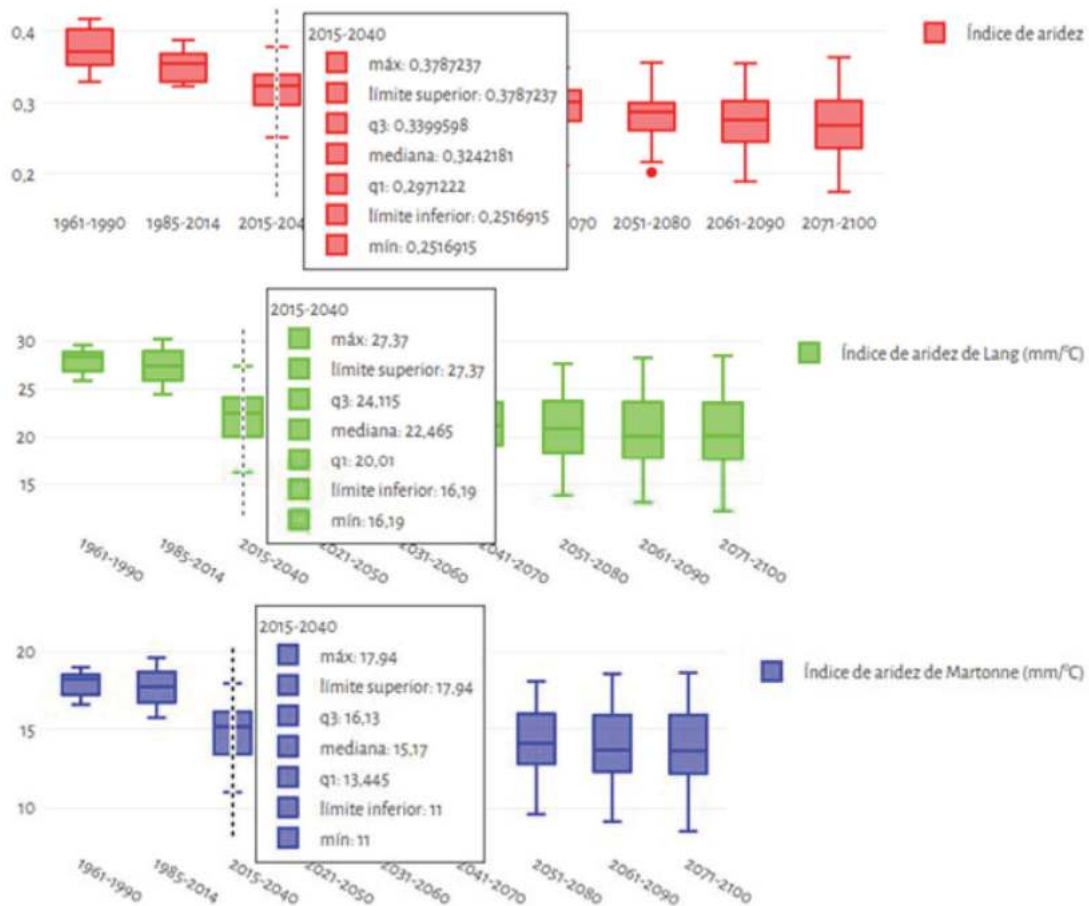 0,4
0,3
0,2
1961-1990
1985-2014
2015-204
2015-2040
máx: 0,3787237
límite superior: 0,3787237
q3: 0,3399598
mediana: 0,3242181
q1: 0,2971222
límite inferior: 0,2516915
mín: 0,2516915
070
2051-2080
2061-2090
2071-2100
Índice de aridez
30
25
20
15
2015-2040
máx: 27,37
límite superior: 27,37
q3: 24,115
mediana: 22,465
q1: 20,01
límite inferior: 16,19
mín: 16,19
Índice de aridez de Lang (mm/ºC)
1961-1990
1985-2014
2015-2040
2021-2050
2031-2060
2041-2070
2051-2080
2061-2090
2071-2100
20
15
10
2015-2040
máx: 17,94
límite superior: 17,94
q3: 16,13
mediana: 15,17
q1: 13,445
límite inferior: 11
mín: 11
Índice de aridez de Martonne (mm/ºC)
1961-1990
1985-2014
2015-2040
2021-2050
2031-2060
2041-2070
2051-2080
2061-2090
2071-2100